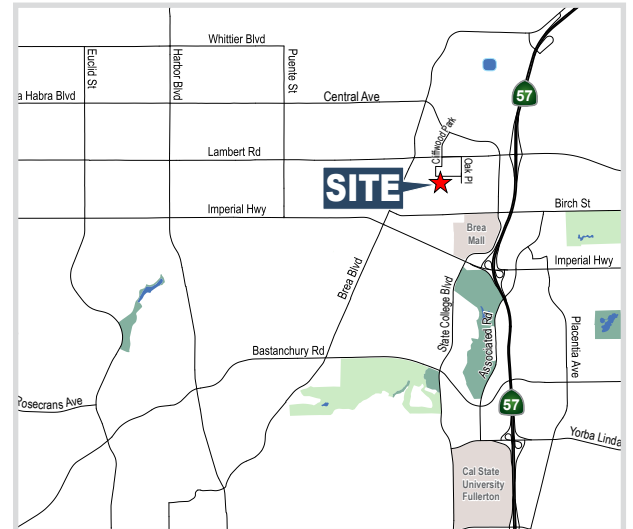 Whittier Blvd
Euclid St
Harbor Blvd
Puente St
57
a Habra Blvd
Central Ave
Cliffwood Park
Lambert Rd
Oak Pl
SITE
Imperial Hwy
Birch St
Brea
Mall
Imperial Hwy
Brea Blvd
State College Blvd
Associated Rd
Placentia Ave
Bastanchury Rd
Rosecrans Ave
57
Yorba Linda
Cal State
University
Fullerton